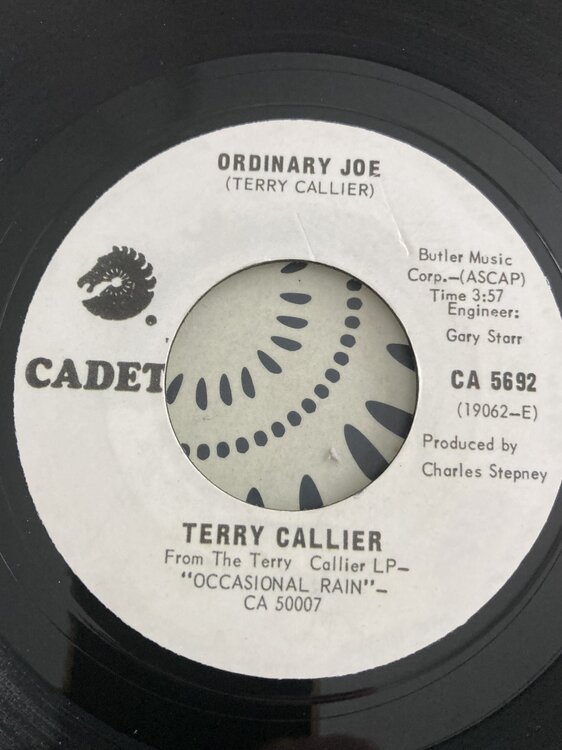 ORDINARY JOE
(TERRY CALLIER)
Butler Music
Corp.—(ASCAP)
Time 3:57
Engineer:
Gary Starr
CADET
CA 5692
(19062-E)
Produced by
Charles Stepney
TERRY CALLIER
From The Terry Callier LP—
"OCCASIONAL RAIN"—
CA 50007